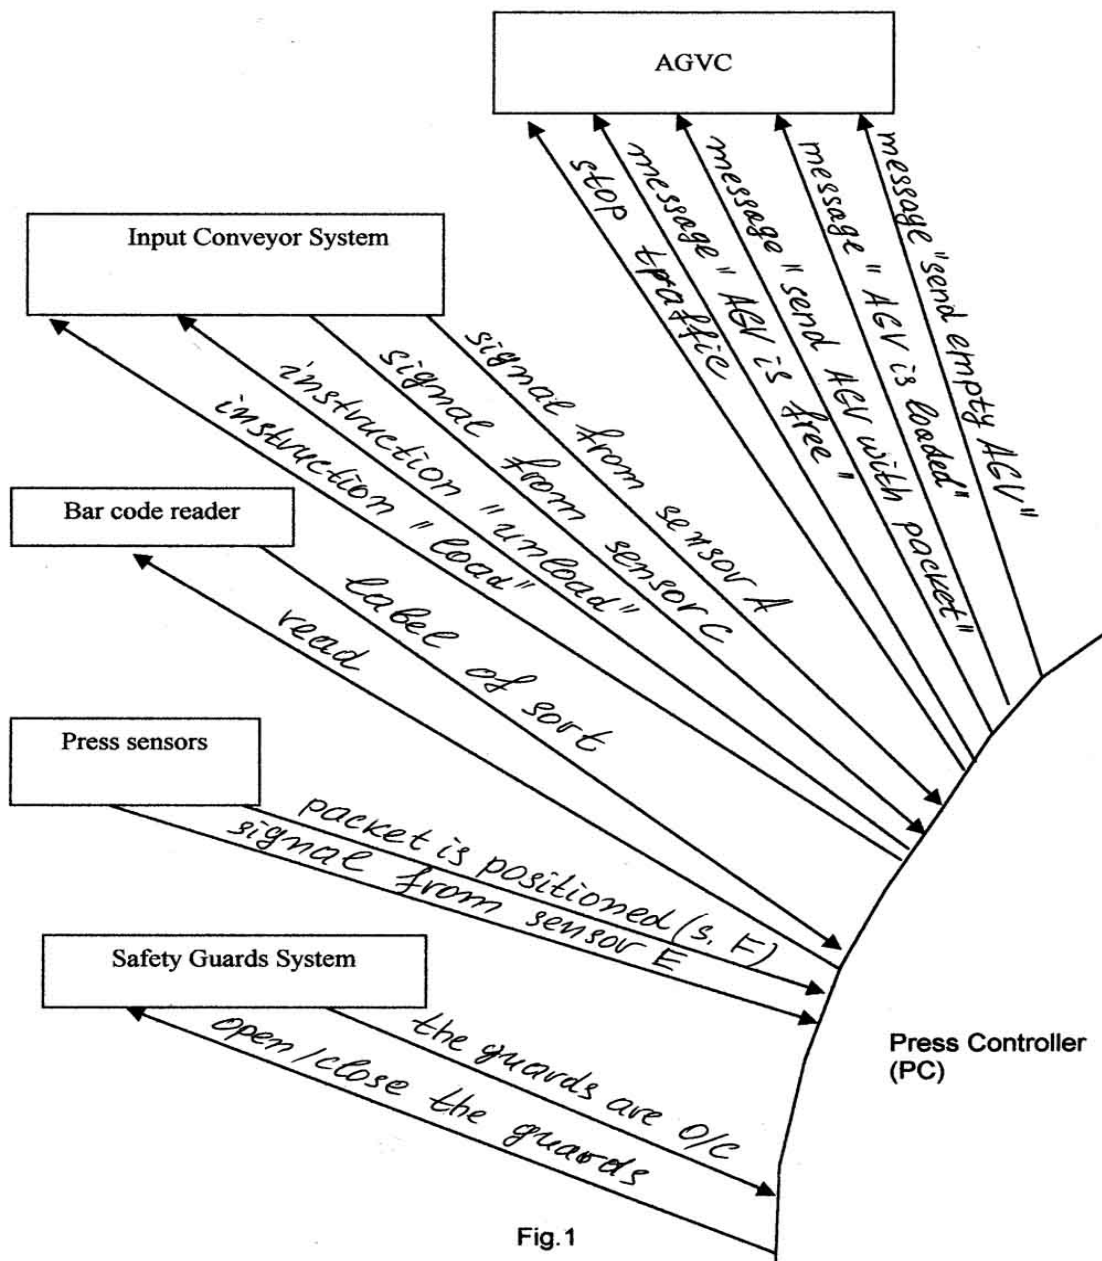 AGVC
message "send empty AGV"
message "AGV is loaded"
message "send AGV with packet"
message "AGV is free"
stop traffic
Input Conveyor System
signal from sensor A
signal from sensor C
instruction "unload"
instruction "load"
Bar code reader
label of sort
read
Press sensors
packet is positioned (s. F)
signal from sensor E
Safety Guards System
the guards are O/C
open/close the guards
Press Controller
(PC)
Fig.1